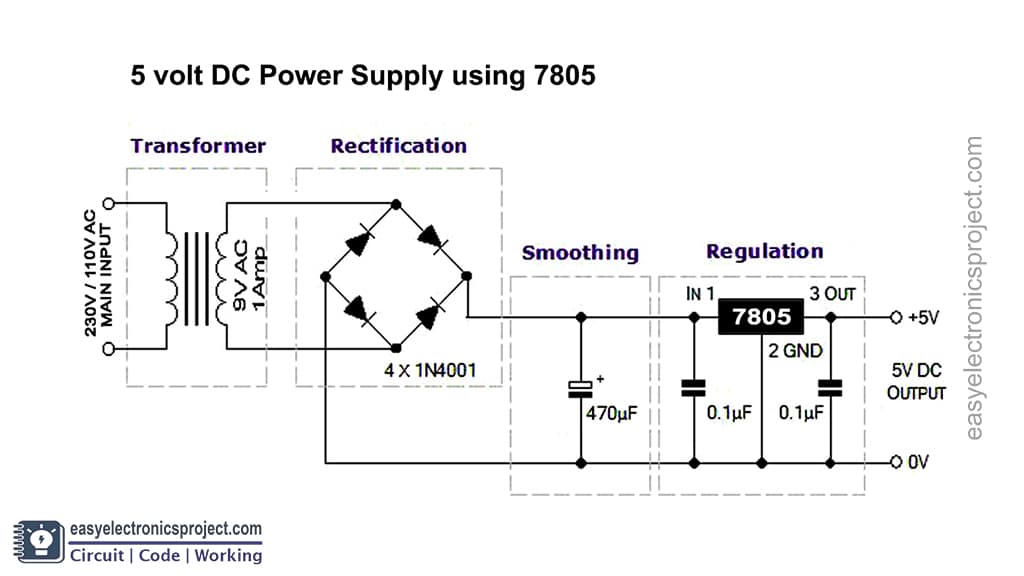 5 volt DC Power Supply using 7805
Transformer
Rectification
230V / 110V AC
MAIN INPUT
9V AC
1Amp
4 X 1N4001
Smoothing
+
470µF
Regulation
IN 1
7805
3 OUT
2 GND
0.1µF
0.1µF
+5V
5V DC
OUTPUT
0V
easyelectronicsproject.com
easyelectronicsproject.com
Circuit | Code | Working